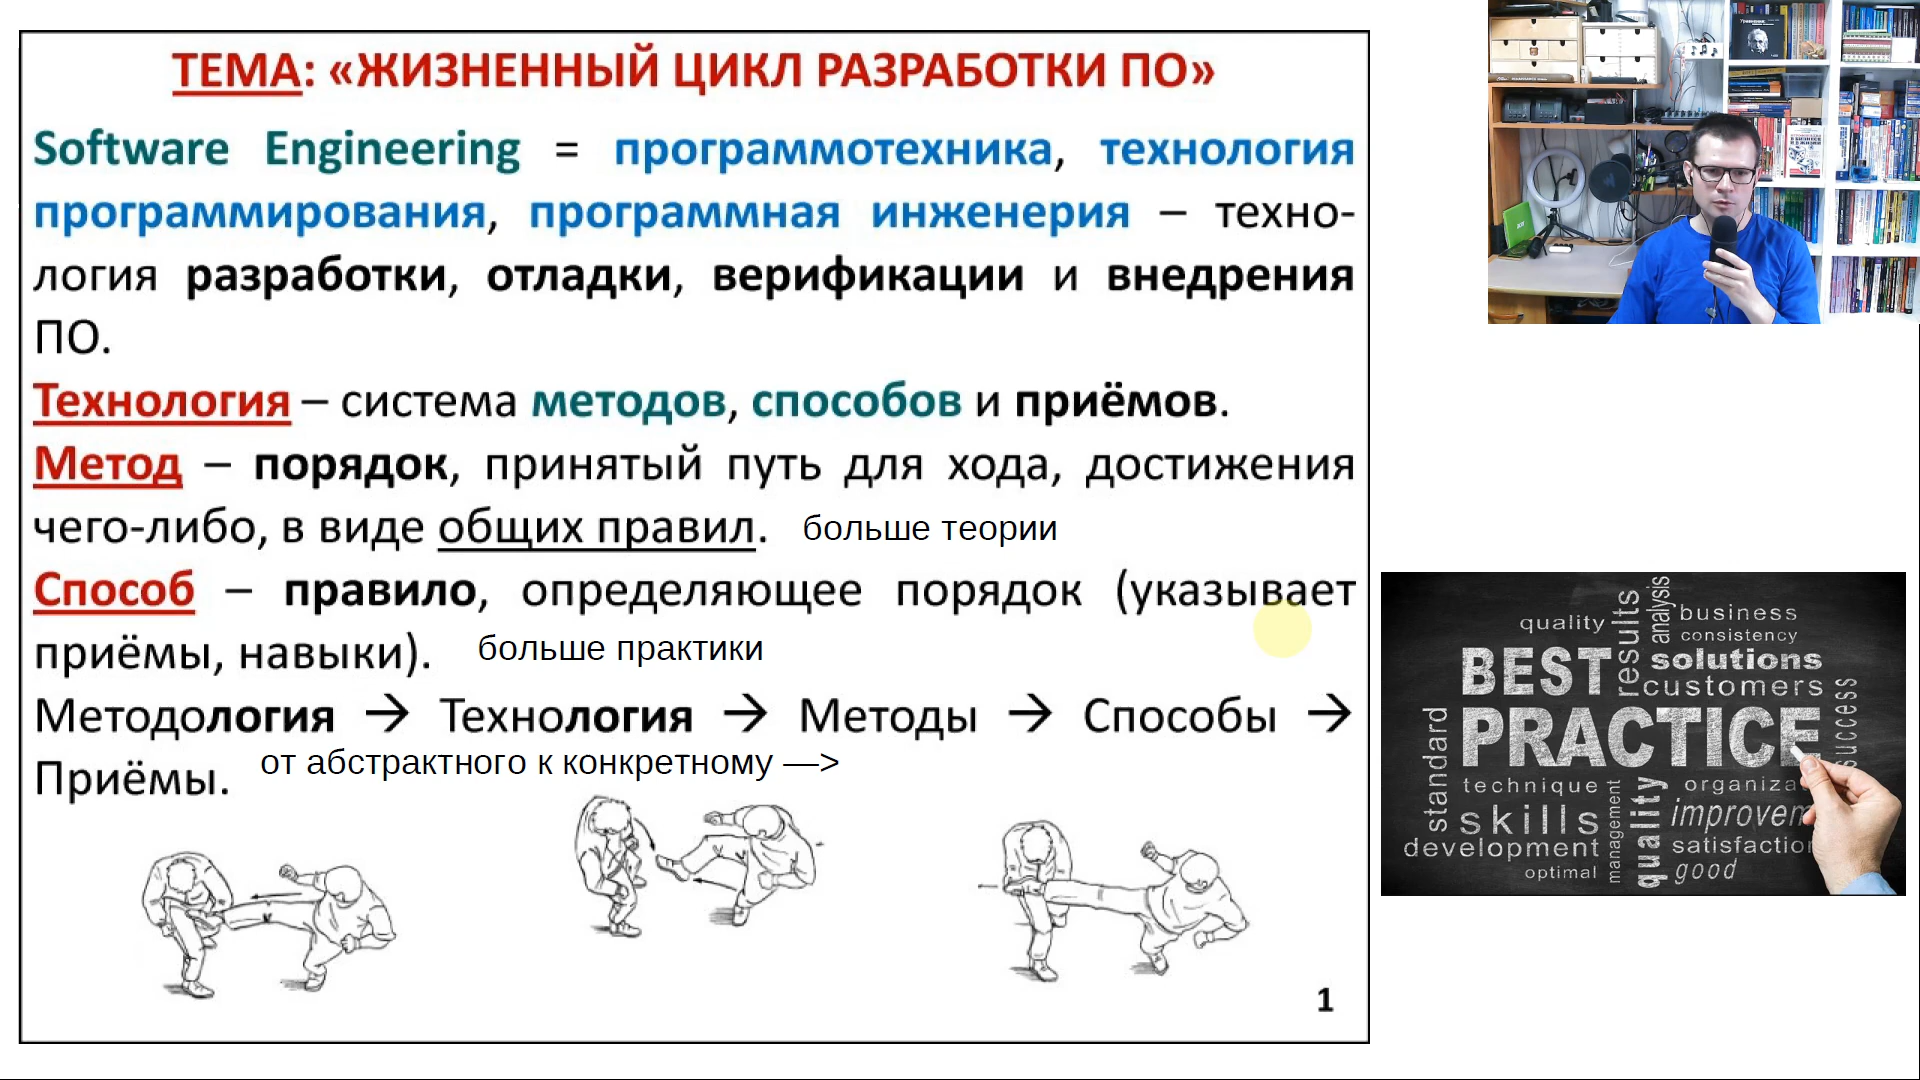 ТЕМА: «ЖИЗНЕННЫЙ ЦИКЛ РАЗРАБОТКИ ПО»
Software Engineering = программотехника, технология
программирования, программная инженерия – техно-
логия разработки, отладки, верификации и внедрения
ПО.
Технология – система методов, способов и приёмов.
Метод – порядок, принятый путь для хода, достижения
чего-либо, в виде общих правил. больше теории
Способ – правило, определяющее порядок (указывает
приёмы, навыки). больше практики
Методология → Технология → Методы → Способы →
Приёмы. от абстрактного к конкретному —>
1
quality
results
analysis
business
consistency
BEST
solutions
customers
PRACTICE
success
standard
technique
organiza
skills
management
quality
improvem
development
satisfaction
optimal
good